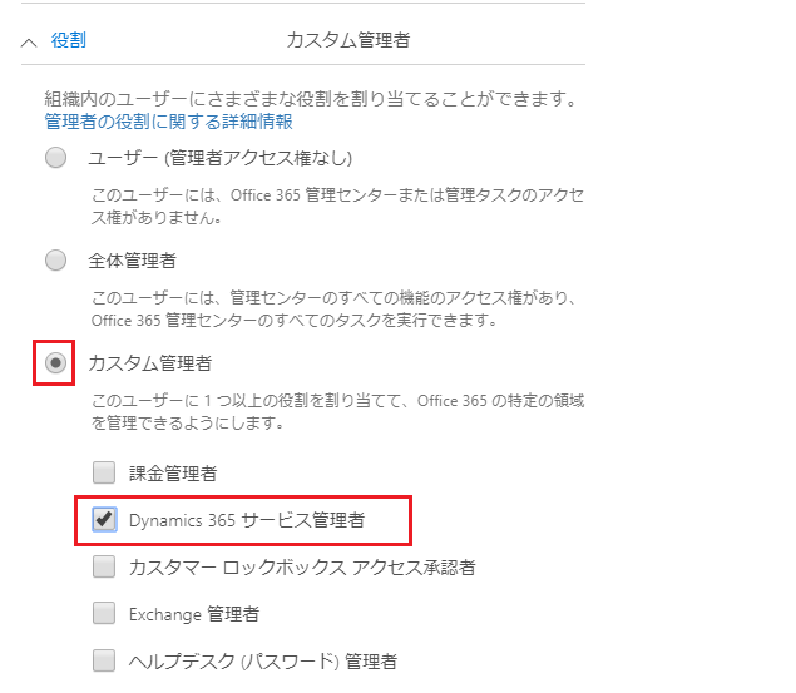 役割 カスタム管理者
組織内のユーザーにさまざまな役割を割り当てることができます。
管理者の役割に関する詳細情報
ユーザー (管理者アクセス権なし)
このユーザーには、Office 365 管理センターまたは管理タスクのアクセ
ス権がありません。
全体管理者
このユーザーには、管理センターのすべての機能のアクセス権があり、
Office 365 管理センターのすべてのタスクを実行できます。
カスタム管理者
このユーザーに 1 つ以上の役割を割り当てて、Office 365 の特定の領域
を管理できるようにします。
課金管理者
Dynamics 365 サービス管理者
カスタマー ロックボックス アクセス承認者
Exchange 管理者
ヘルプデスク (パスワード) 管理者